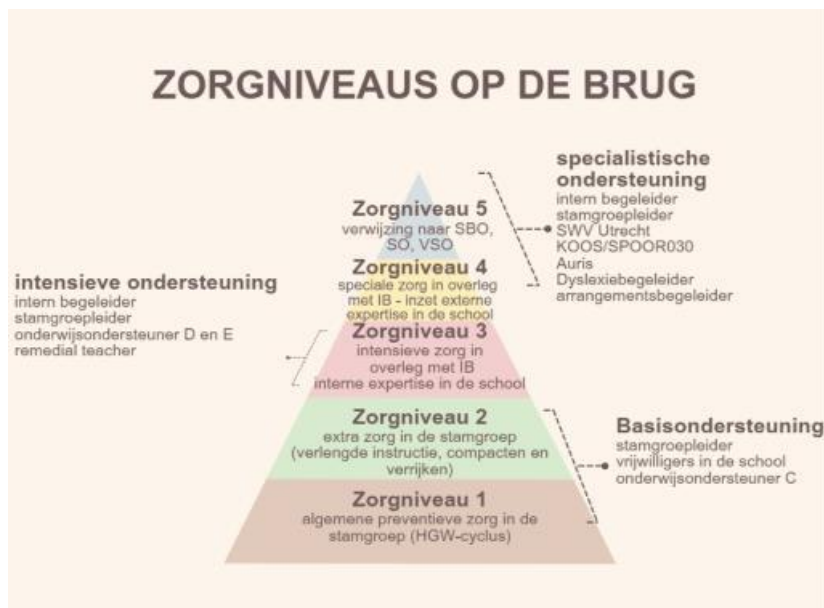 ZORGNIVEAUS OP DE BRUG
specialistische
ondersteuning
intern begeleider
stamgroepleider
SWV Utrecht
KOOS/SPOOR030
Auris
Dyslexiebegeleider
arrangementsbegeleider
Zorgniveau 5
verwijzing naar SBO,
SO, VSO
Zorgniveau 4
speciale zorg in overleg
met IB - inzet externe
expertise in de school
intensieve ondersteuning
intern begeleider
stamgroepleider
onderwijsondersteuner D en E
remedial teacher
Zorgniveau 3
intensieve zorg in
overleg met IB
interne expertise in de school
Zorgniveau 2
extra zorg in de stamgroep
(verlengde instructie, compacten en
verrijken)
Basisondersteuning
stamgroepleider
vrijwilligers in de school
onderwijsondersteuner C
Zorgniveau 1
algemene preventieve zorg in de
stamgroep (HGW-cyclus)